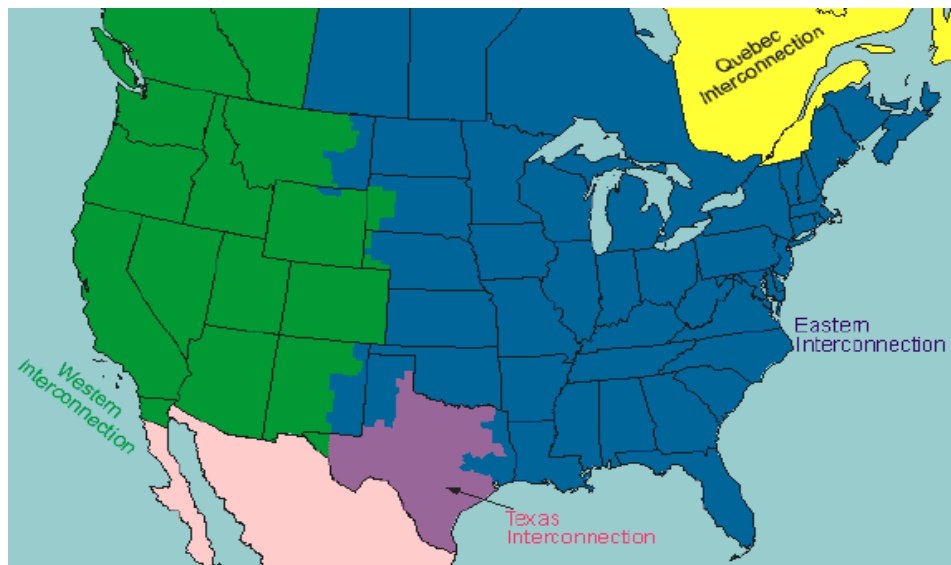 Quebec
Interconnection
Eastern
Interconnection
Western
Interconnection
Texas
Interconnection